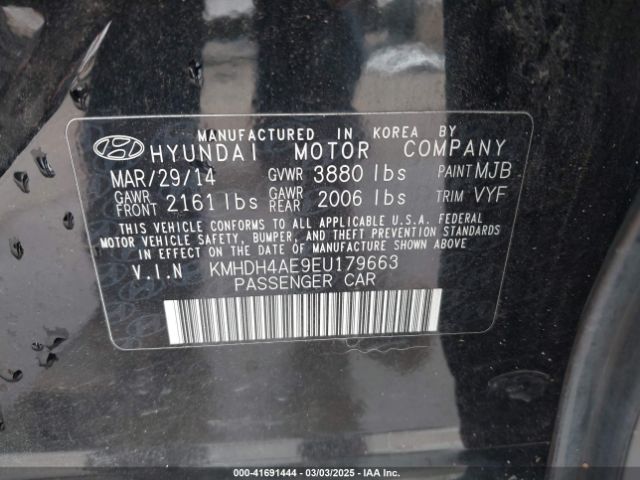 MANUFACTURED IN KOREA BY
HYUNDAI MOTOR COMPANY
MAR/29/14 GVWR 3880 lbs PAINT MJB
GAWR FRONT 2161 lbs GAWR REAR 2006 lbs TRIM VYF
THIS VEHICLE CONFORMS TO ALL APPLICABLE U.S.A. FEDERAL
MOTOR VEHICLE SAFETY, BUMPER, AND THEFT PREVENTION STANDARDS
IN EFFECT ON THE DATE OF MANUFACTURE SHOWN ABOVE.
V.I.N KMHDH4AE9EU179663
PASSENGER CAR
000-41691444 - 03/03/2025 - IAA Inc.